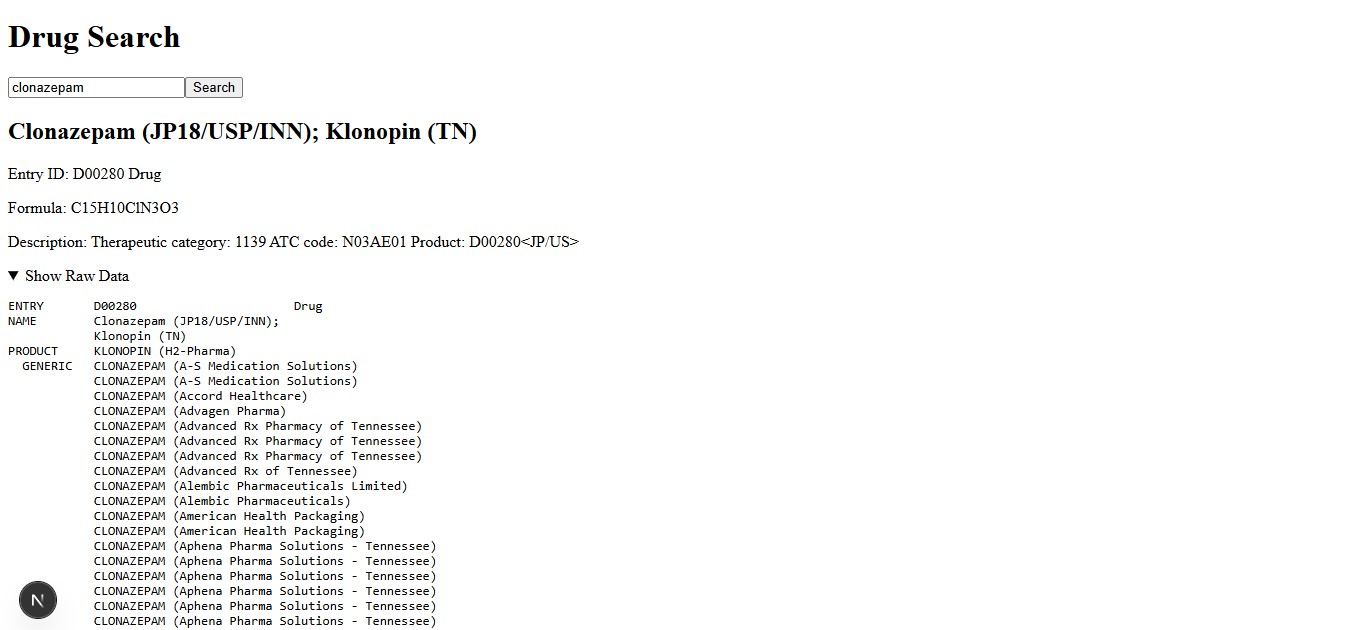 Drug Search
clonazepam Search
Clonazepam (JP18/USP/INN); Klonopin (TN)
Entry ID: D00280 Drug
Formula: C15H10ClN3O3
Description: Therapeutic category: 1139 ATC code: N03AE01 Product: D00280<JP/US>
▼ Show Raw Data
ENTRY       D00280                      Drug
NAME        Clonazepam (JP18/USP/INN);
            Klonopin (TN)
PRODUCT     KLONOPIN (H2-Pharma)
  GENERIC   CLONAZEPAM (A-S Medication Solutions)
            CLONAZEPAM (A-S Medication Solutions)
            CLONAZEPAM (Accord Healthcare)
            CLONAZEPAM (Advagen Pharma)
            CLONAZEPAM (Advanced Rx Pharmacy of Tennessee)
            CLONAZEPAM (Advanced Rx Pharmacy of Tennessee)
            CLONAZEPAM (Advanced Rx Pharmacy of Tennessee)
            CLONAZEPAM (Advanced Rx of Tennessee)
            CLONAZEPAM (Alembic Pharmaceuticals Limited)
            CLONAZEPAM (Alembic Pharmaceuticals)
            CLONAZEPAM (American Health Packaging)
            CLONAZEPAM (American Health Packaging)
            CLONAZEPAM (Aphena Pharma Solutions - Tennessee)
            CLONAZEPAM (Aphena Pharma Solutions - Tennessee)
            CLONAZEPAM (Aphena Pharma Solutions - Tennessee)
            CLONAZEPAM (Aphena Pharma Solutions - Tennessee)
            CLONAZEPAM (Aphena Pharma Solutions - Tennessee)
            CLONAZEPAM (Aphena Pharma Solutions - Tennessee)
N